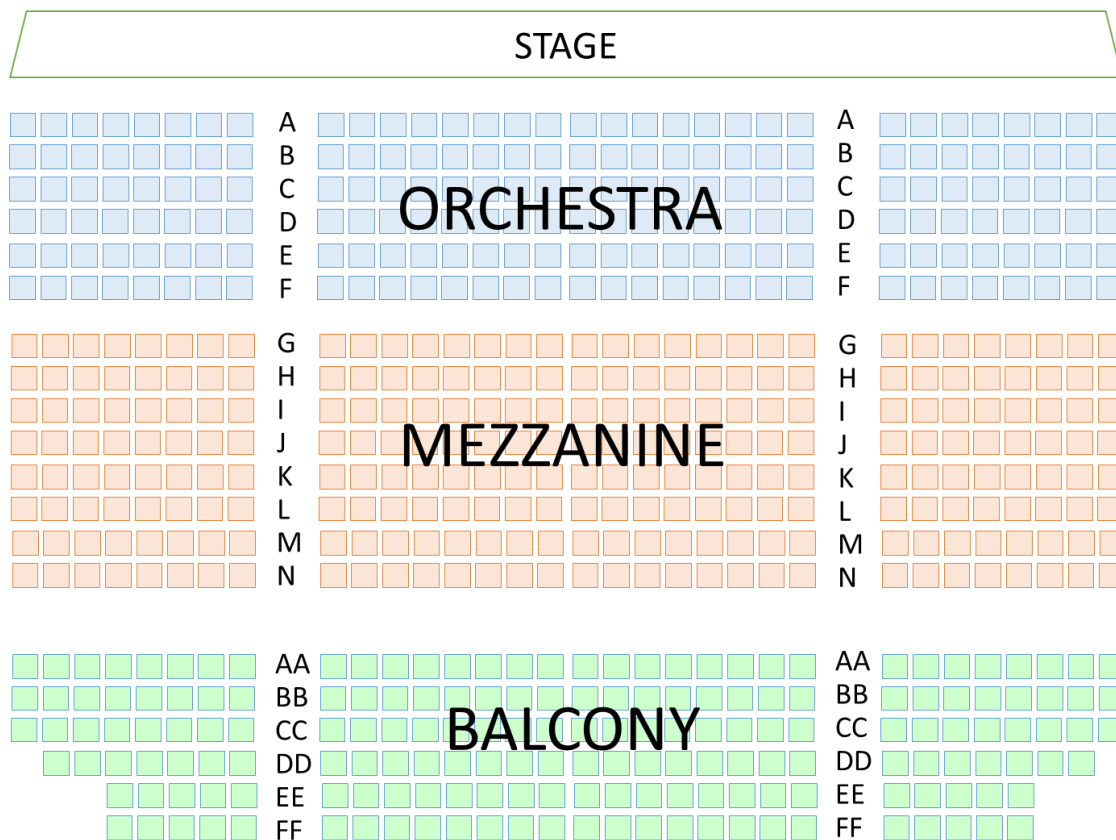 STAGE
A A
B B
C C
ORCHESTRA
D D
E E
F F
G G
H H
I I
J J
MEZZANINE
K K
L L
M M
N N
AA AA
BB BB
CC CC
BALCONY
DD DD
EE EE
FF FF